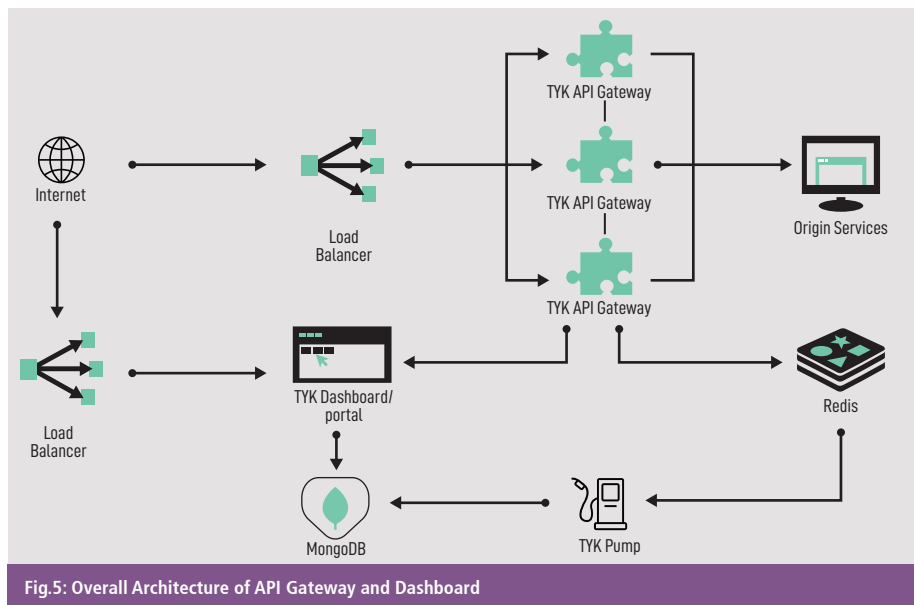 TYK API Gateway
Internet
Load
Balancer
TYK API Gateway
Origin Services
TYK API Gateway
Load
Balancer
TYK Dashboard/
portal
Redis
MongoDB
TYK Pump
Fig.5: Overall Architecture of API Gateway and Dashboard